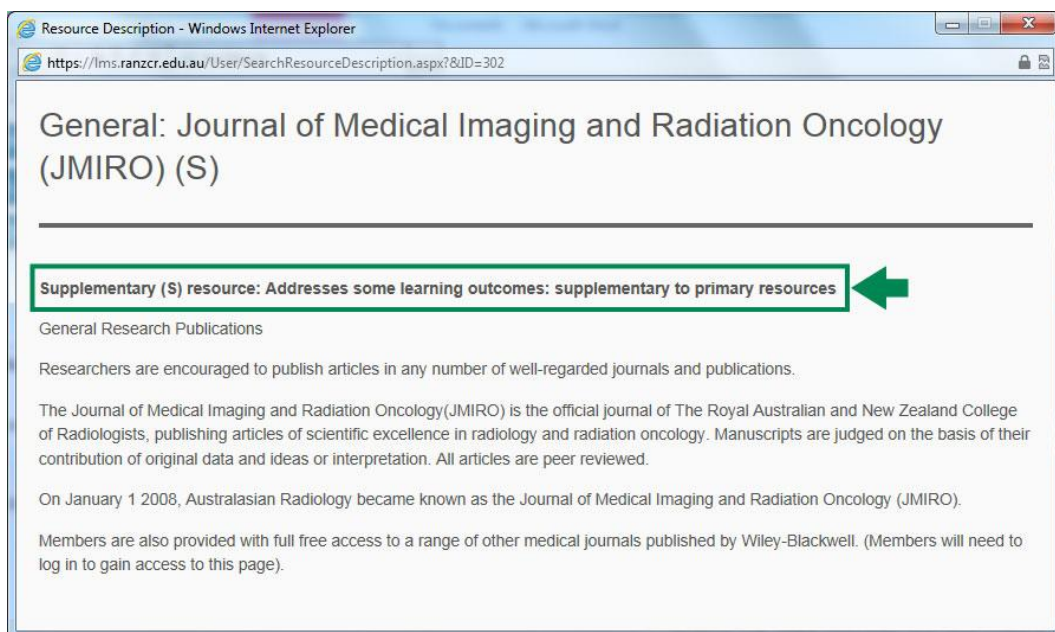 Resource Description - Windows Internet Explorer
https://lms.ranzcr.edu.au/User/SearchResourceDescription.aspx?&ID=302
General: Journal of Medical Imaging and Radiation Oncology
(JMIRO) (S)
Supplementary (S) resource: Addresses some learning outcomes: supplementary to primary resources
General Research Publications
Researchers are encouraged to publish articles in any number of well-regarded journals and publications.
The Journal of Medical Imaging and Radiation Oncology(JMIRO) is the official journal of The Royal Australian and New Zealand College
of Radiologists, publishing articles of scientific excellence in radiology and radiation oncology. Manuscripts are judged on the basis of their
contribution of original data and ideas or interpretation. All articles are peer reviewed.
On January 1 2008, Australasian Radiology became known as the Journal of Medical Imaging and Radiation Oncology (JMIRO).
Members are also provided with full free access to a range of other medical journals published by Wiley-Blackwell. (Members will need to
log in to gain access to this page).